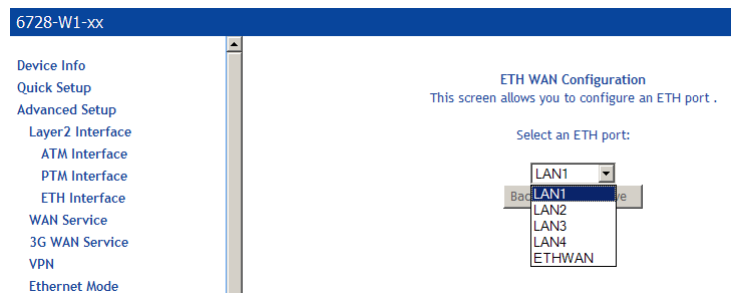 6728-W1-xx
Device Info
Quick Setup
Advanced Setup
Layer2 Interface
ATM Interface
PTM Interface
ETH Interface
WAN Service
3G WAN Service
VPN
Ethernet Mode
ETH WAN Configuration
This screen allows you to configure an ETH port .
Select an ETH port:
LAN1
LAN1
LAN2
LAN3
LAN4
ETHWAN